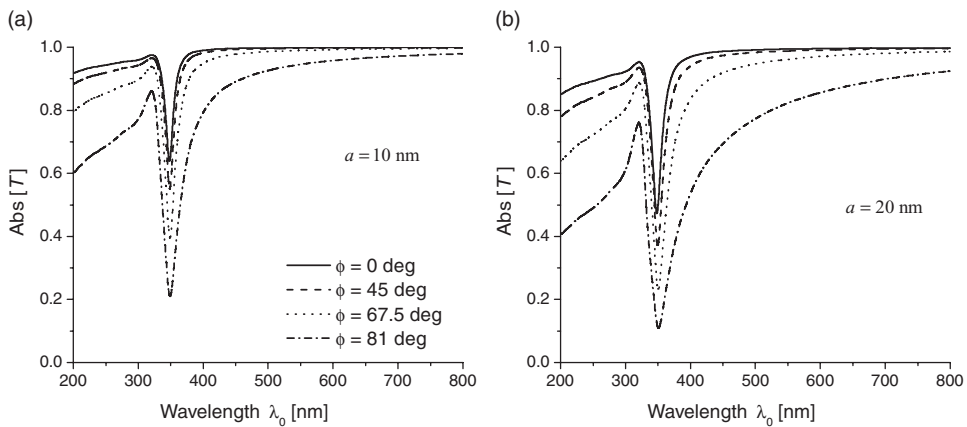 (a)
1.0
0.8
0.6
0.4
0.2
0.0
Abs [T]
200 300 400 500 600 700 800
Wavelength λ₀ [nm]
a = 10 nm
ϕ = 0 deg
ϕ = 45 deg
ϕ = 67.5 deg
ϕ = 81 deg
(b)
1.0
0.8
0.6
0.4
0.2
0.0
Abs [T]
200 300 400 500 600 700 800
Wavelength λ₀ [nm]
a = 20 nm